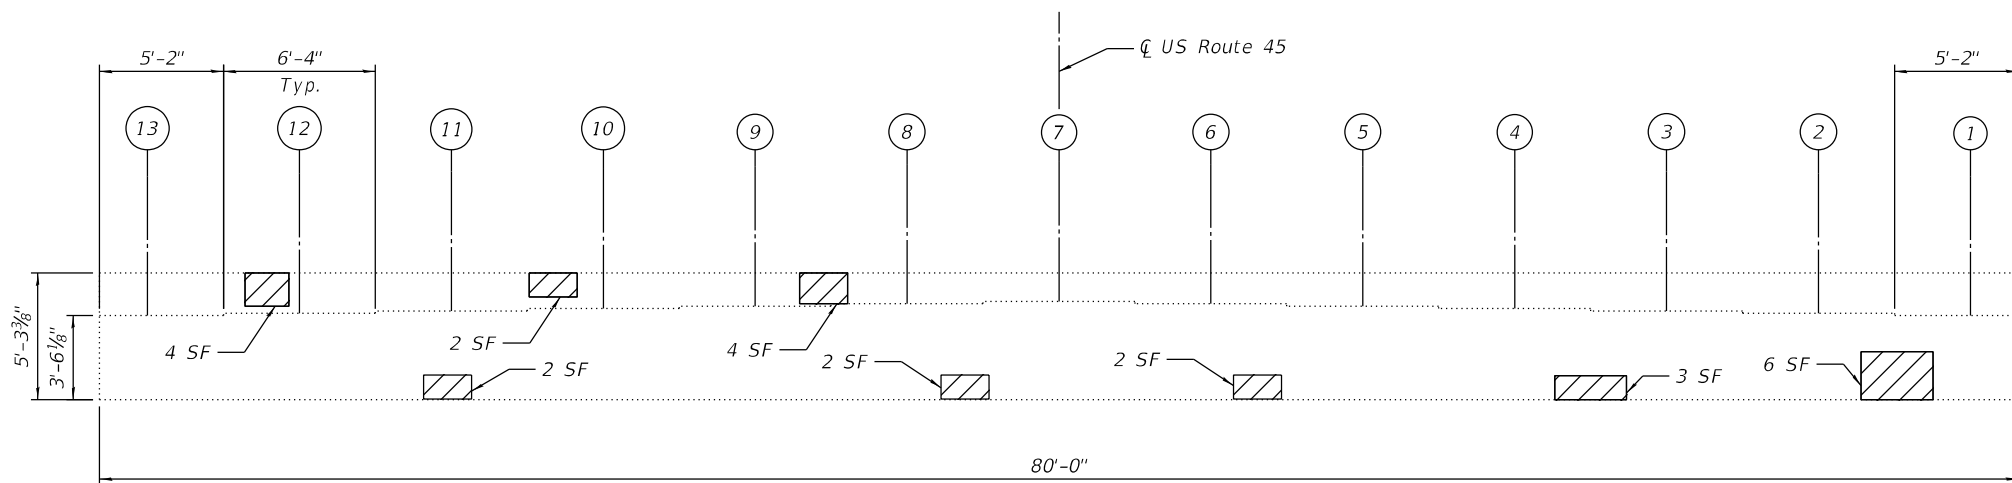 ℄ US Route 45
5'-2"
6'-4"
Typ.
5'-2"
13
12
11
10
9
8
7
6
5
4
3
2
1
5'-3⅜"
3'-6⅛"
4 SF
2 SF
2 SF
4 SF
2 SF
2 SF
3 SF
6 SF
80'-0"